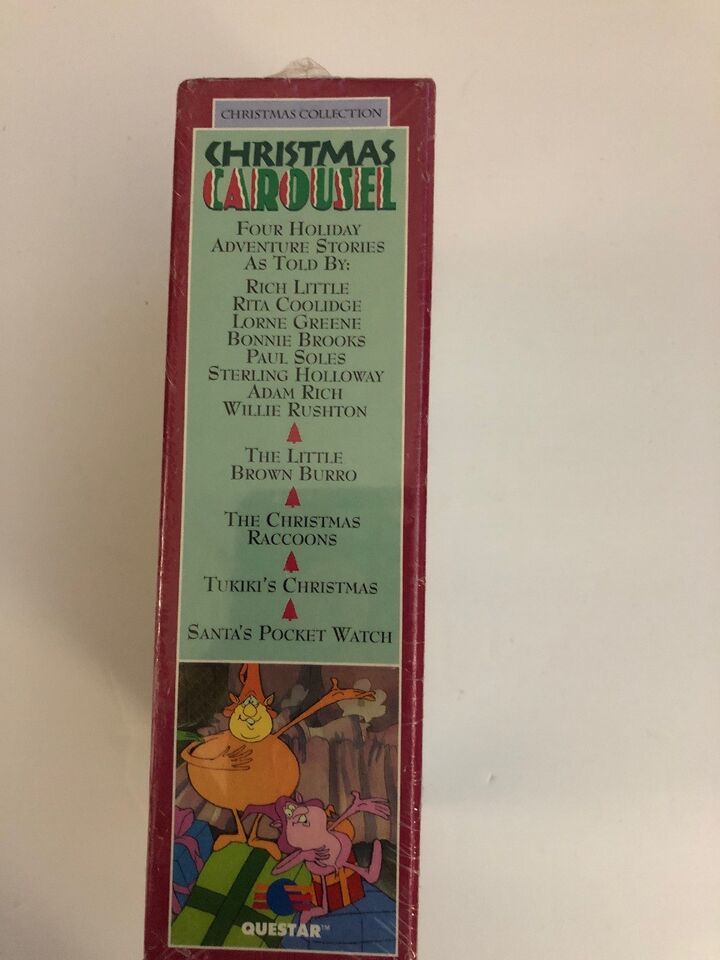 CHRISTMAS COLLECTION
CHRISTMAS
CAROUSEL
FOUR HOLIDAY
ADVENTURE STORIES
AS TOLD BY:
RICH LITTLE
RITA COOLIDGE
LORNE GREENE
BONNIE BROOKS
PAUL SOLES
STERLING HOLLOWAY
ADAM RICH
WILLIE RUSHTON
THE LITTLE
BROWN BURRO
THE CHRISTMAS
RACCOONS
TUKIKI'S CHRISTMAS
SANTA'S POCKET WATCH
QUESTAR™